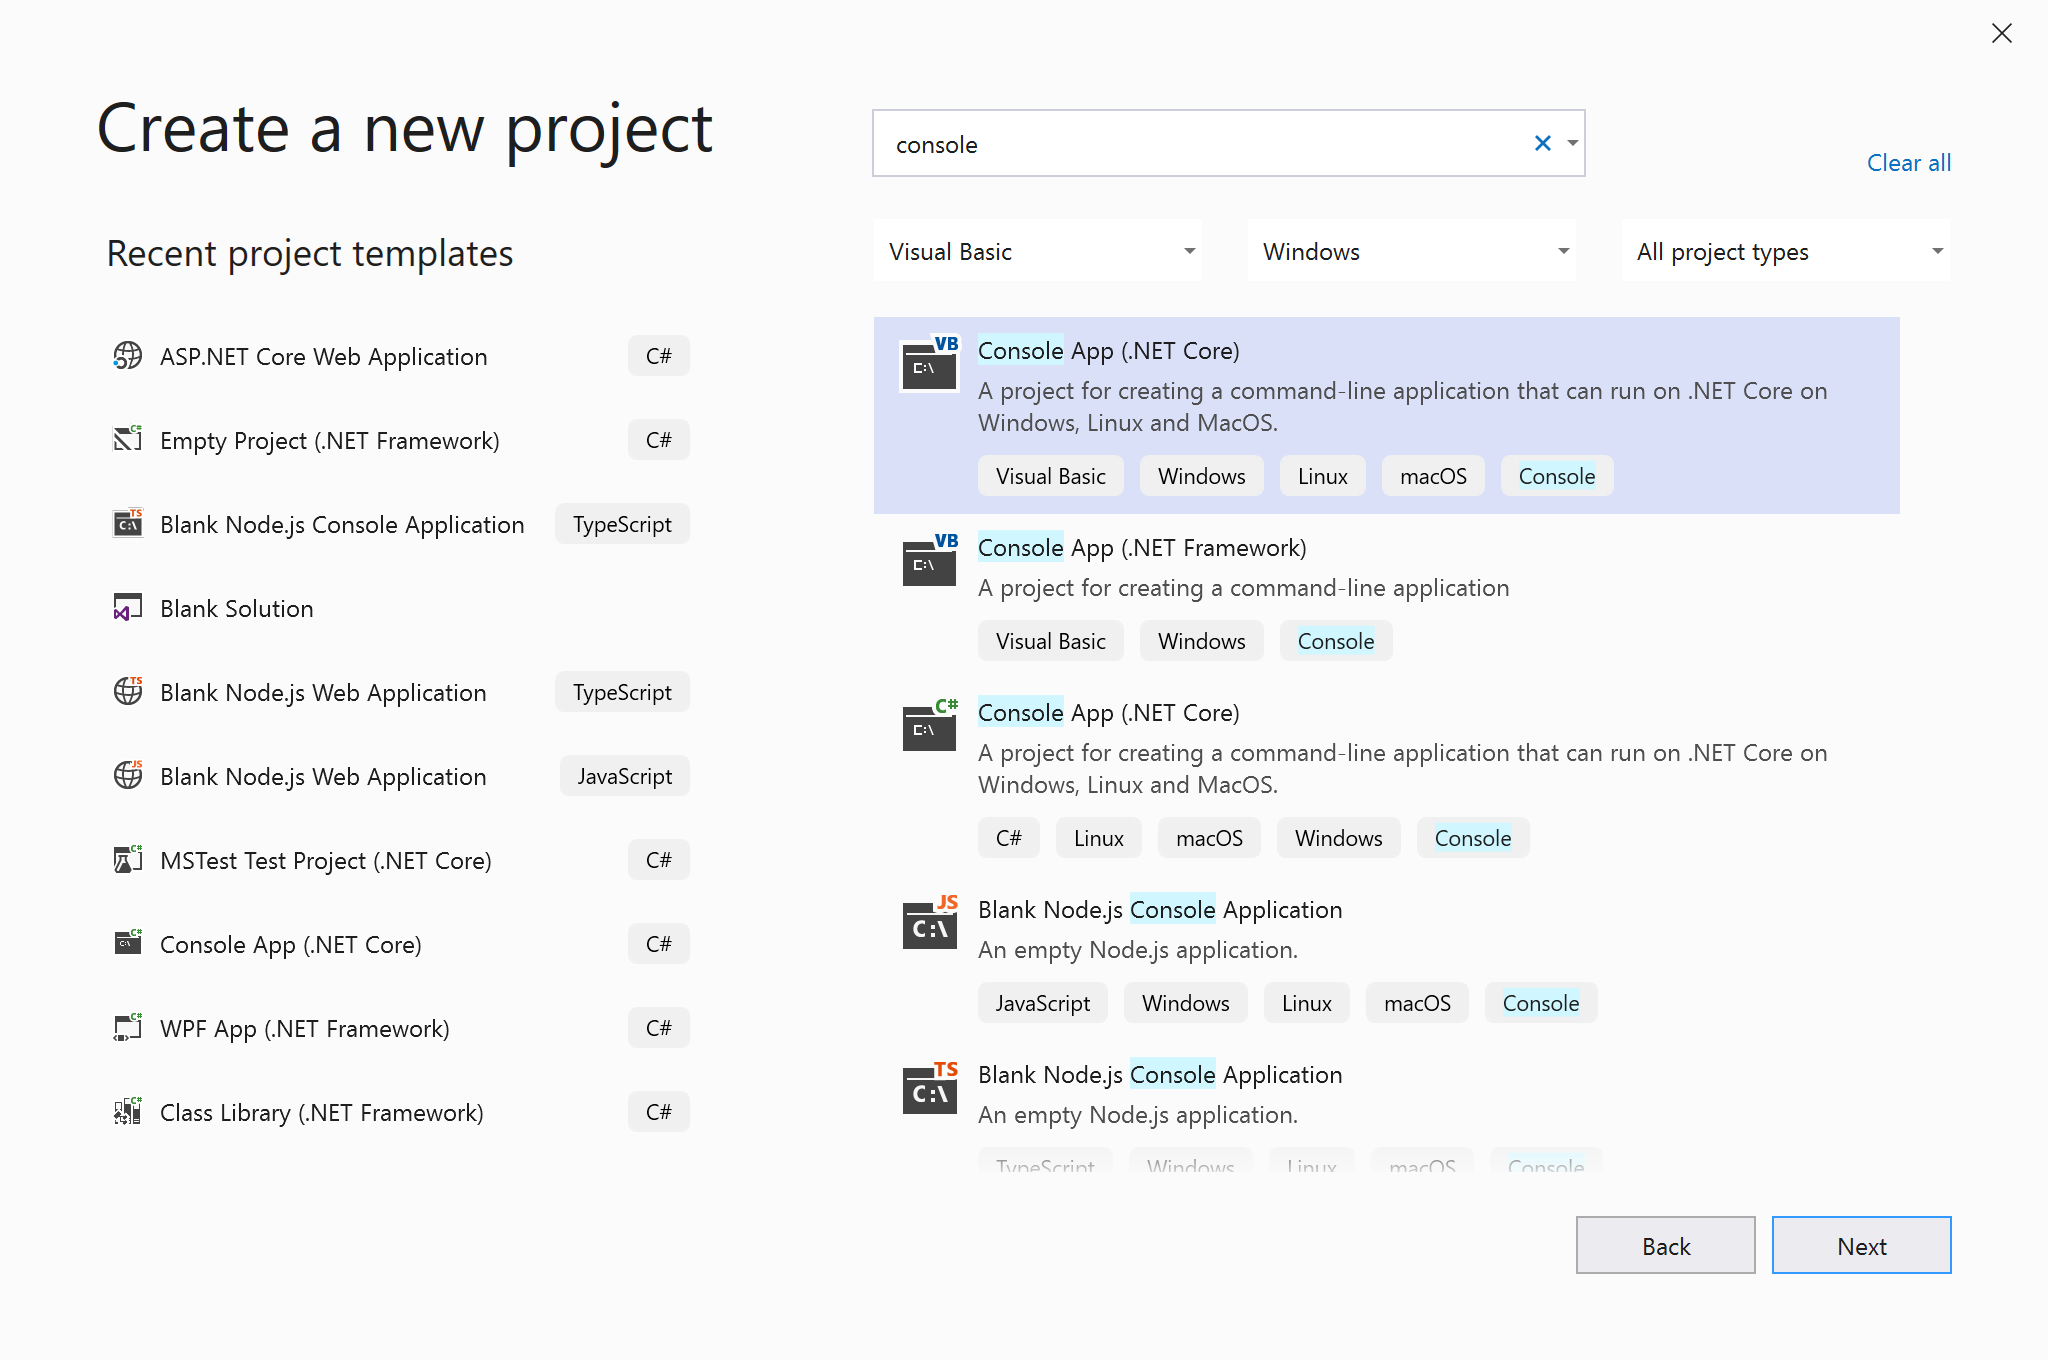 Create a new project
console
Clear all
Recent project templates
Visual Basic
Windows
All project types
ASP.NET Core Web Application C#
Empty Project (.NET Framework) C#
Blank Node.js Console Application TypeScript
Blank Solution
Blank Node.js Web Application TypeScript
Blank Node.js Web Application JavaScript
MSTest Test Project (.NET Core) C#
Console App (.NET Core) C#
WPF App (.NET Framework) C#
Class Library (.NET Framework) C#
VB
C:\
Console App (.NET Core)
A project for creating a command-line application that can run on .NET Core on
Windows, Linux and MacOS.
Visual Basic Windows Linux macOS Console
VB
C:\
Console App (.NET Framework)
A project for creating a command-line application
Visual Basic Windows Console
C#
C:\
Console App (.NET Core)
A project for creating a command-line application that can run on .NET Core on
Windows, Linux and MacOS.
C# Linux macOS Windows Console
JS
C:\
Blank Node.js Console Application
An empty Node.js application.
JavaScript Windows Linux macOS Console
TS
C:\
Blank Node.js Console Application
An empty Node.js application.
TypeScript Windows Linux macOS Console
Back
Next